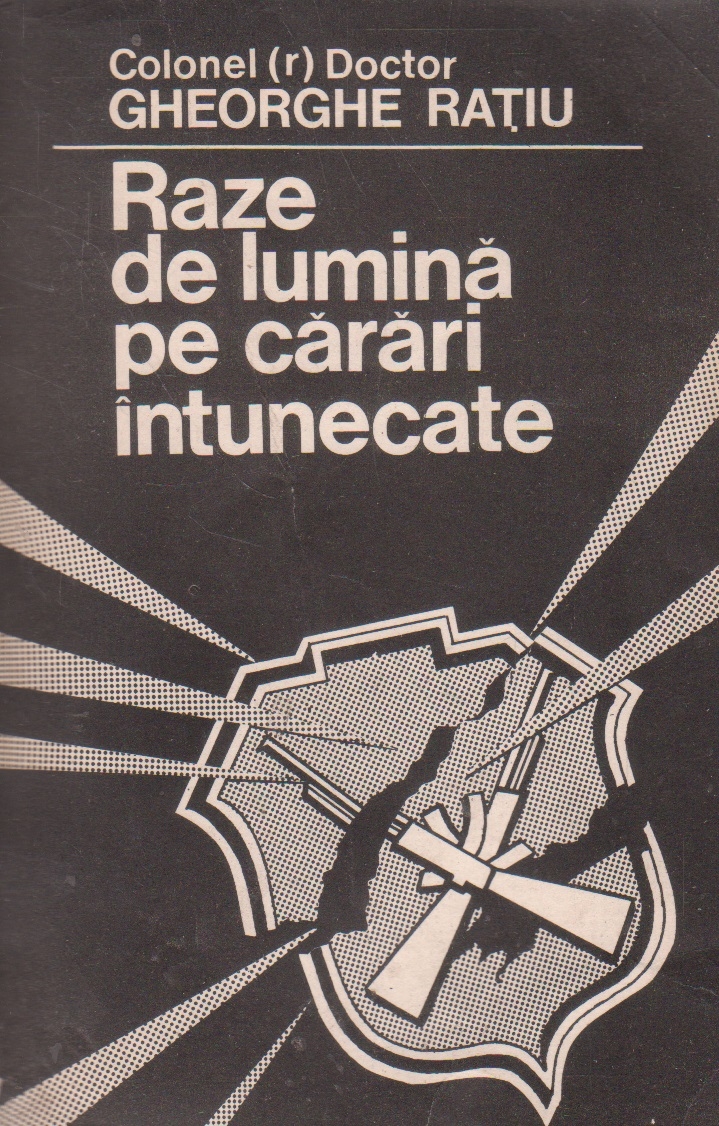 Colonel (r) Doctor
GHEORGHE RAȚIU
Raze
de lumină
pe cărări
întunecate